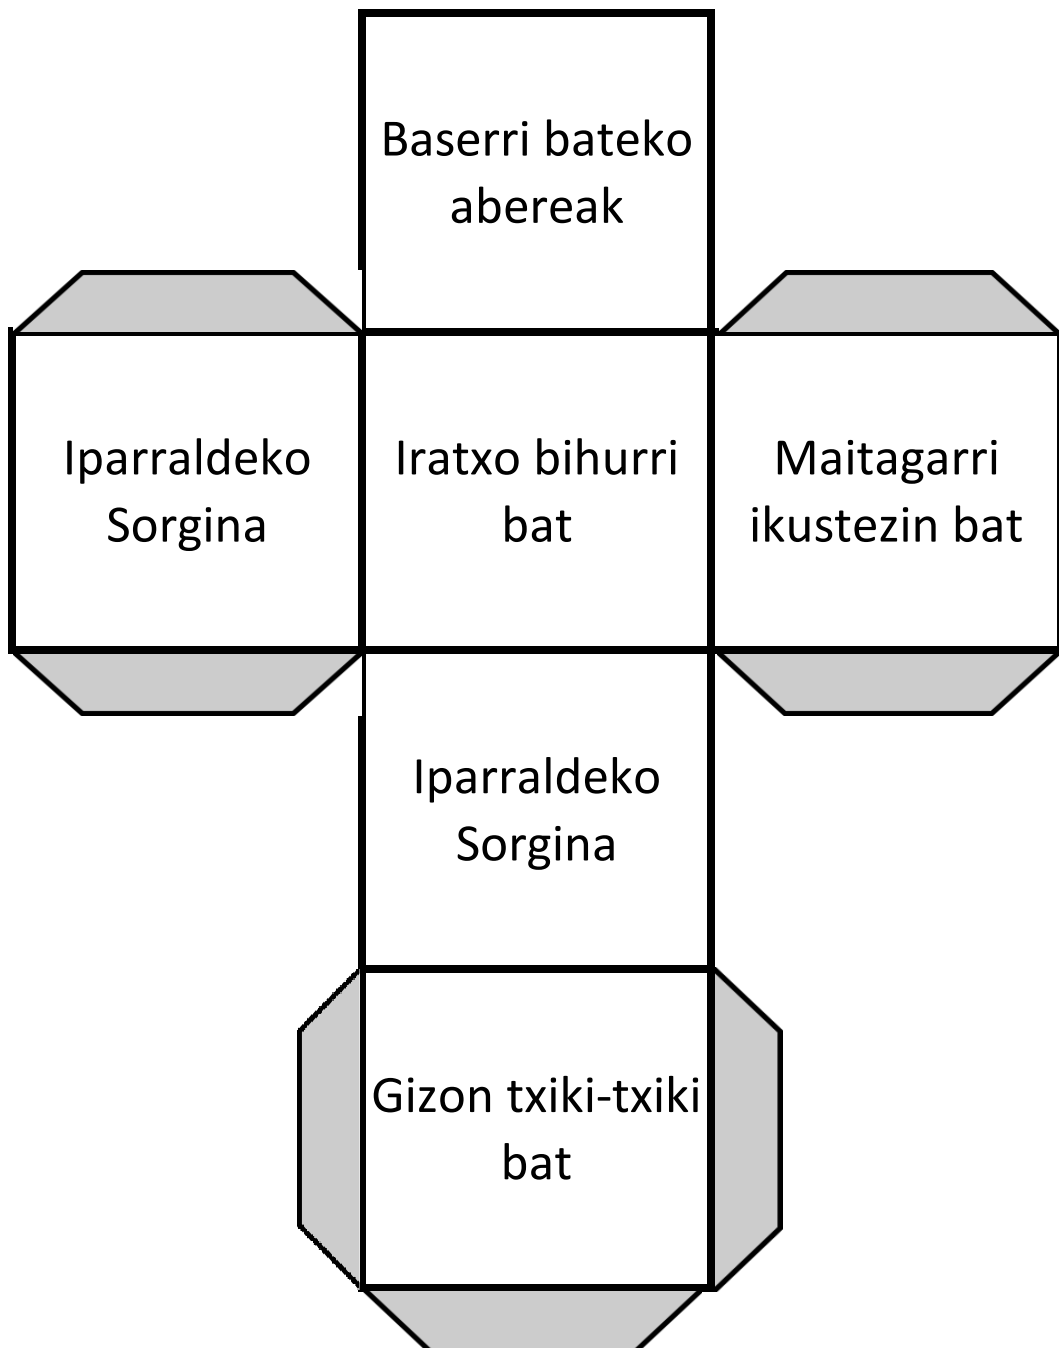 Baserri bateko
abereak
Iparraldeko
Sorgina
Iratxo bihurri
bat
Maitagarri
ikustezin bat
Iparraldeko
Sorgina
Gizon txiki-txiki
bat